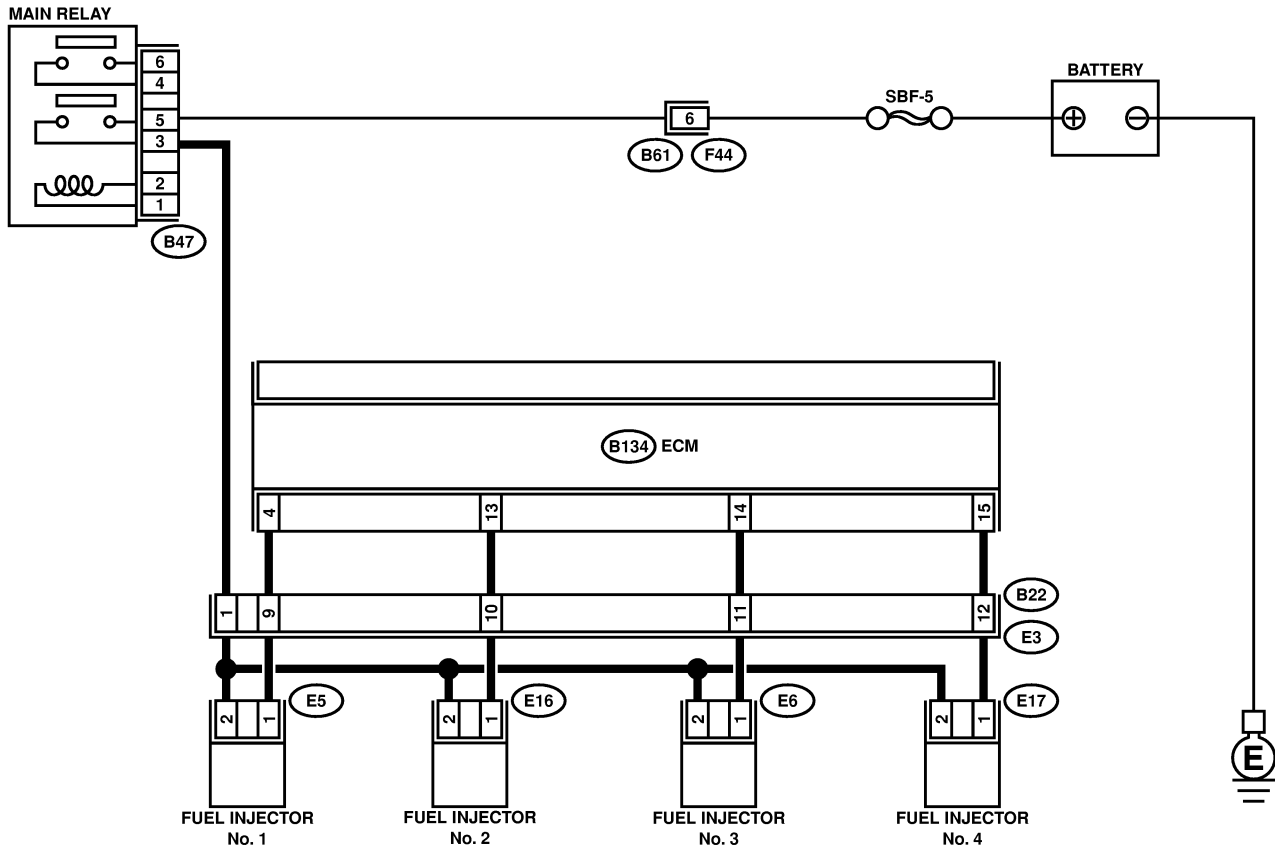 MAIN RELAY
6
4
5
3
2
1
B47
6
B61 F44
SBF-5
BATTERY
B134 ECM
4 13 14 15
1 9 10 11 12
B22
E3
2 1 E5
2 1 E16
2 1 E6
2 1 E17
FUEL INJECTOR
No. 1
FUEL INJECTOR
No. 2
FUEL INJECTOR
No. 3
FUEL INJECTOR
No. 4
E